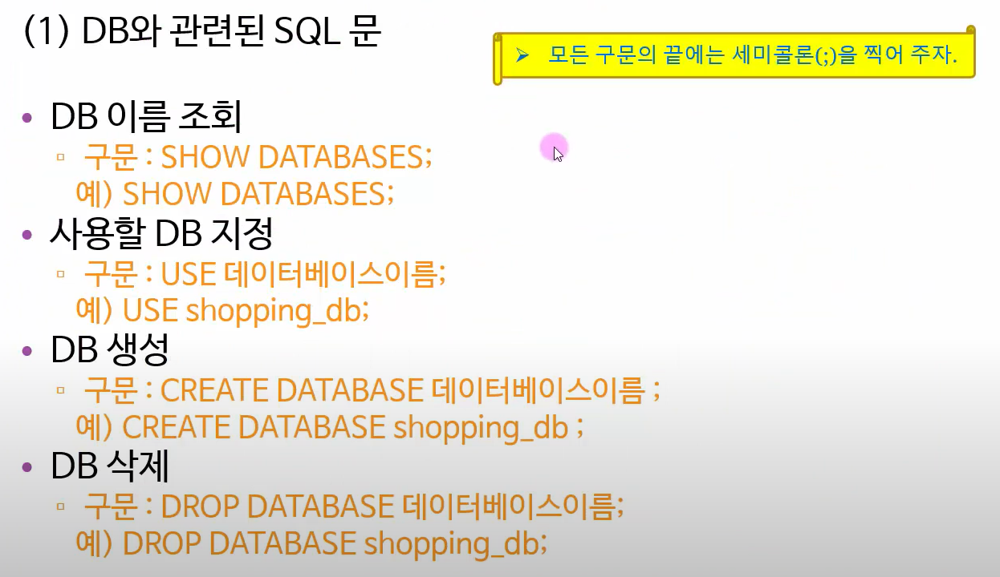 (1) DB와 관련된 SQL 문
➢ 모든 구문의 끝에는 세미콜론(;)을 찍어 주자.
• DB 이름 조회
▫ 구문 : SHOW DATABASES;
예) SHOW DATABASES;
• 사용할 DB 지정
▫ 구문 : USE 데이터베이스이름;
예) USE shopping_db;
• DB 생성
▫ 구문 : CREATE DATABASE 데이터베이스이름 ;
예) CREATE DATABASE shopping_db ;
• DB 삭제
▫ 구문 : DROP DATABASE 데이터베이스이름;
예) DROP DATABASE shopping_db;